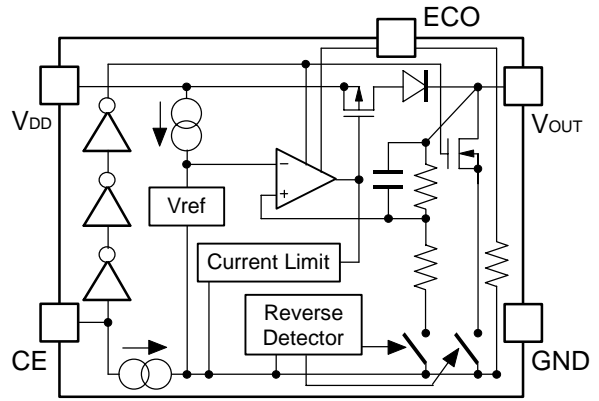 ECO
VDD
VOUT
−
+
Vref
Current Limit
Reverse
Detector
CE
GND